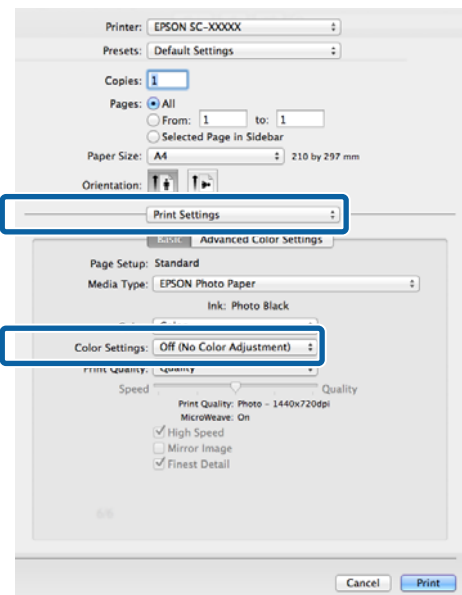 Printer: EPSON SC-XXXXX
Presets: Default Settings
Copies: 1
Pages: All
From: 1 to: 1
Selected Page in Sidebar
Paper Size: A4 210 by 297 mm
Orientation:
Print Settings
Basic Advanced Color Settings
Page Setup: Standard
Media Type: EPSON Photo Paper
Ink: Photo Black
Color Settings: Off (No Color Adjustment)
Print Quality: Quality
Speed Quality
Print Quality: Photo - 1440x720dpi
MicroWeave: On
High Speed
Mirror Image
Finest Detail
Cancel Print